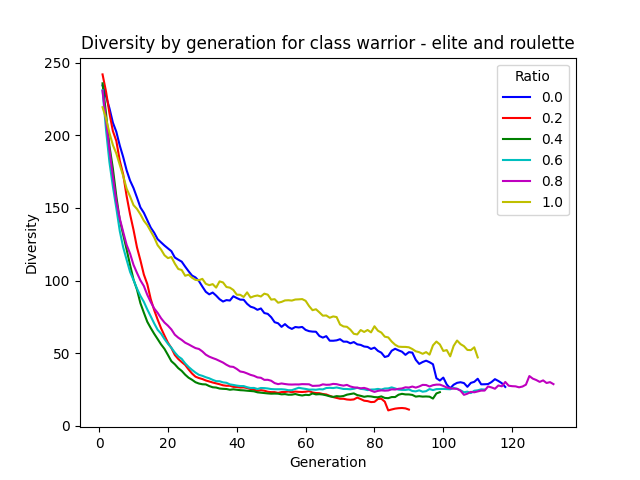 Diversity by generation for class warrior - elite and roulette
250
200
150
100
50
0
Diversity
Ratio
0.0
0.2
0.4
0.6
0.8
1.0
0 20 40 60 80 100 120
Generation